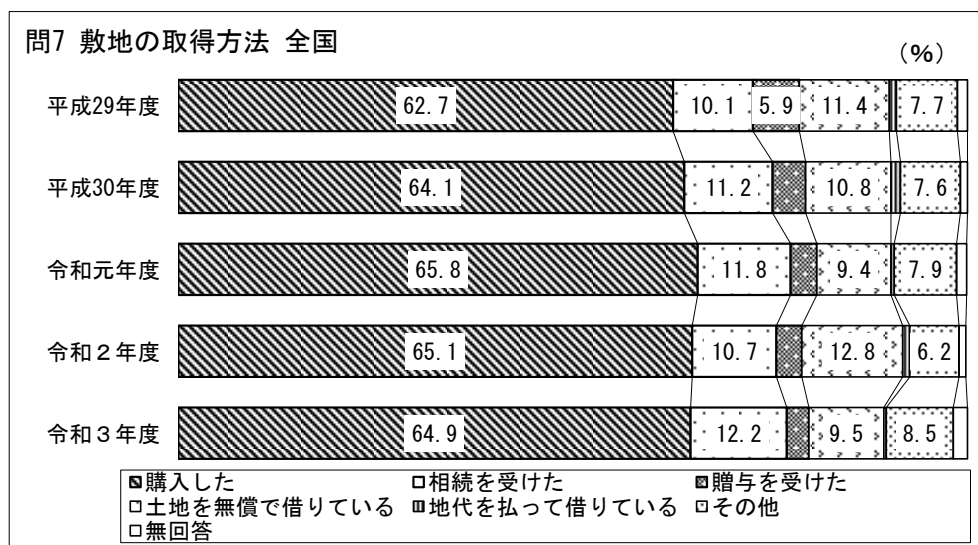 問7 敷地の取得方法 全国
（%）
平成29年度 62.7 10.1 5.9 11.4 7.7
平成30年度 64.1 11.2 10.8 7.6
令和元年度 65.8 11.8 9.4 7.9
令和２年度 65.1 10.7 12.8 6.2
令和３年度 64.9 12.2 9.5 8.5
購入した 相続を受けた 贈与を受けた
土地を無償で借りている 地代を払って借りている その他
無回答